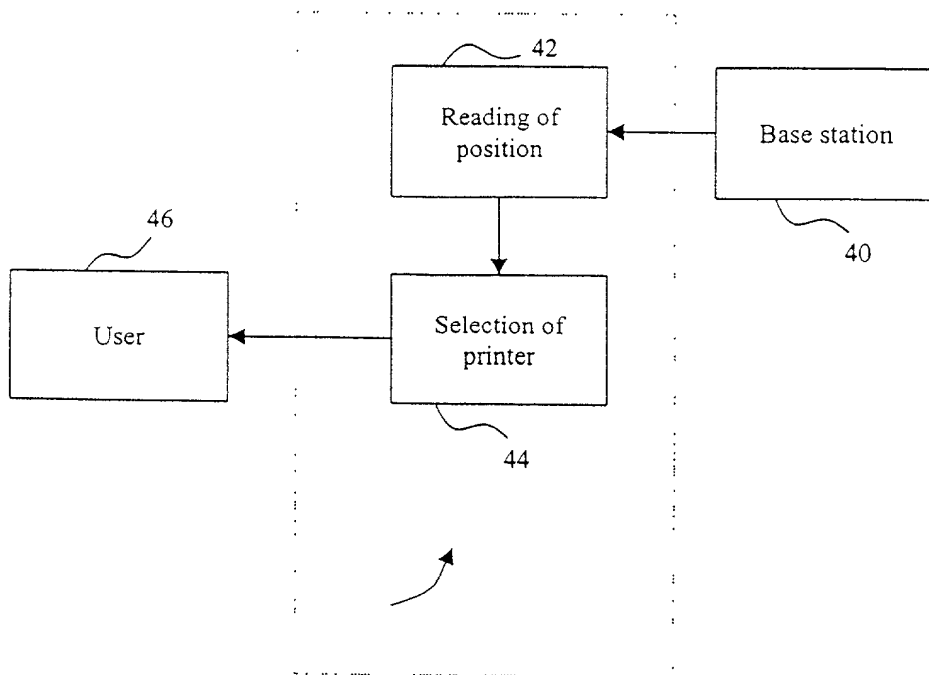 42
Reading of
position
Base station
40
46
User
Selection of
printer
44